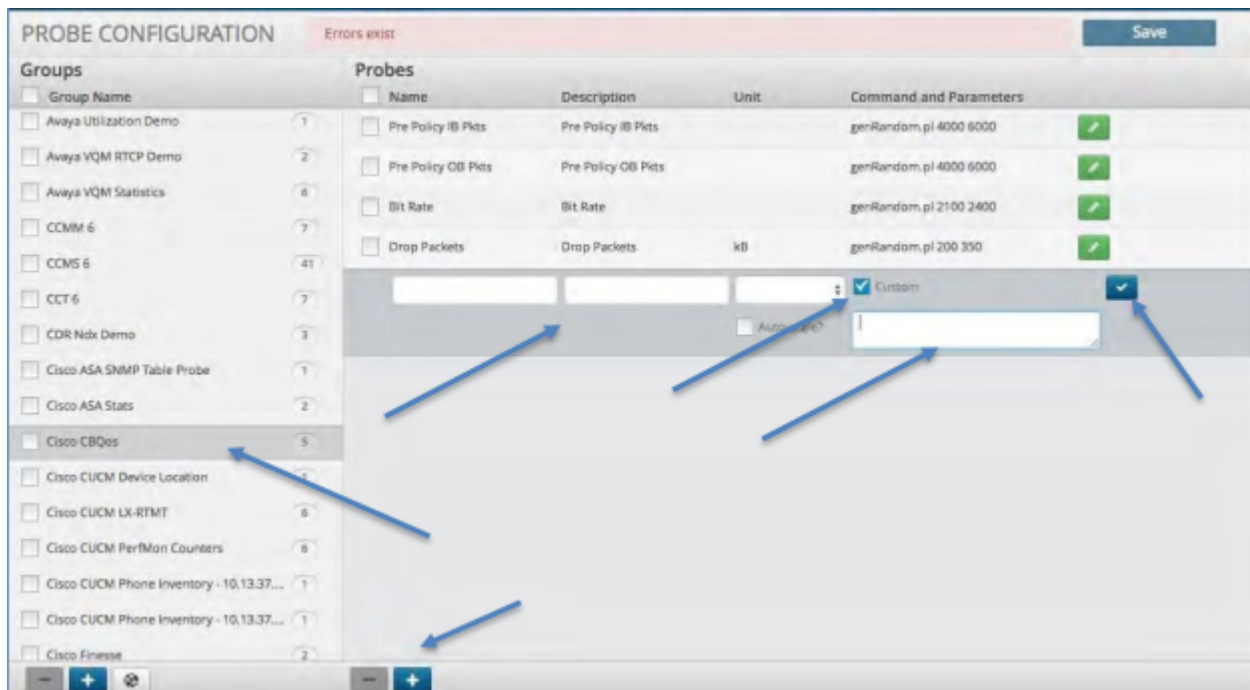 PROBE CONFIGURATION Errors exist Save
Groups Probes
Group Name Name Description Unit Command and Parameters
Avaya Utilization Demo 1
Avaya VQM RTCP Demo 2
Avaya VQM Statistics 6
CCMM 6 7
CCMS 6 41
CCT 6 7
CDR Ndx Demo 3
Cisco ASA SNMP Table Probe 1
Cisco ASA Stats 2
Cisco CBQos 5
Cisco CUCM Device Location
Cisco CUCM LX-RTMT 6
Cisco CUCM PerfMon Counters 6
Cisco CUCM Phone Inventory - 10.13.37... 1
Cisco CUCM Phone Inventory - 10.13.37... 1
Cisco Finesse 2
Pre Policy IB Pkts Pre Policy IB Pkts genRandom.pl 4000 6000
Pre Policy OB Pkts Pre Policy OB Pkts genRandom.pl 4000 6000
Bit Rate Bit Rate genRandom.pl 2100 2400
Drop Packets Drop Packets kB genRandom.pl 200 350
Custom